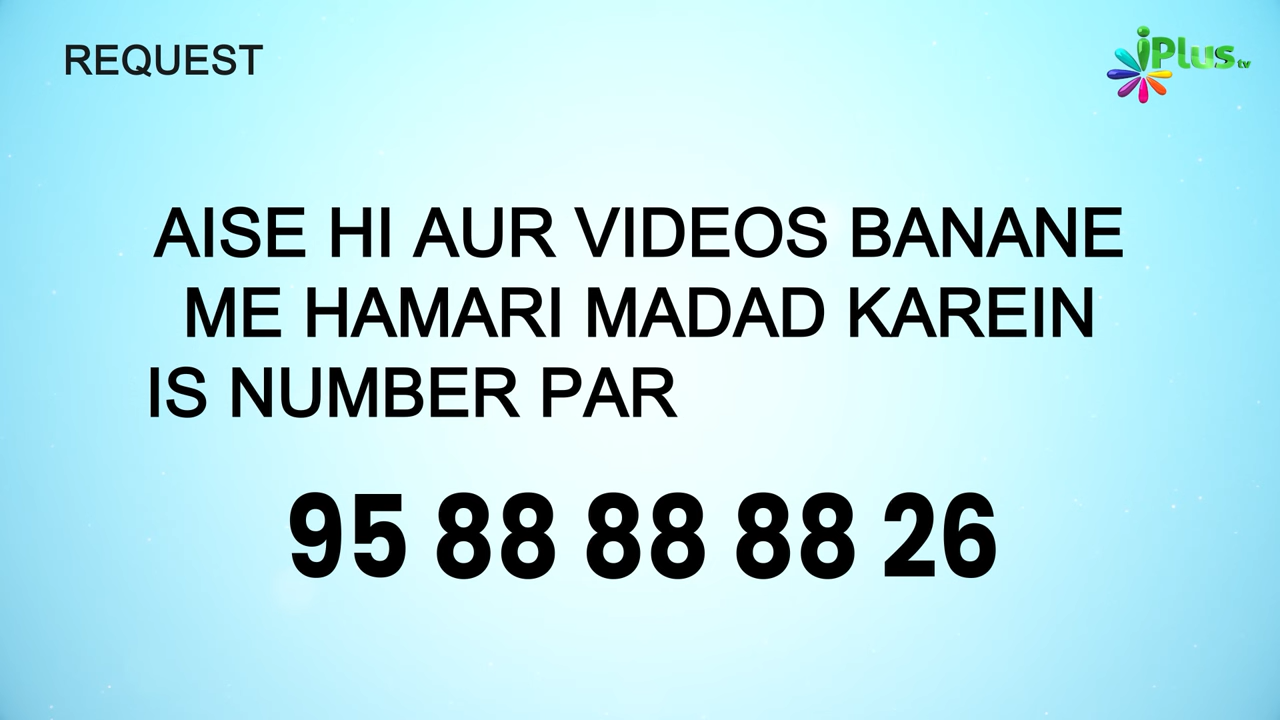 REQUEST
iPlus tv
AISE HI AUR VIDEOS BANANE
ME HAMARI MADAD KAREIN
IS NUMBER PAR
95 88 88 88 26